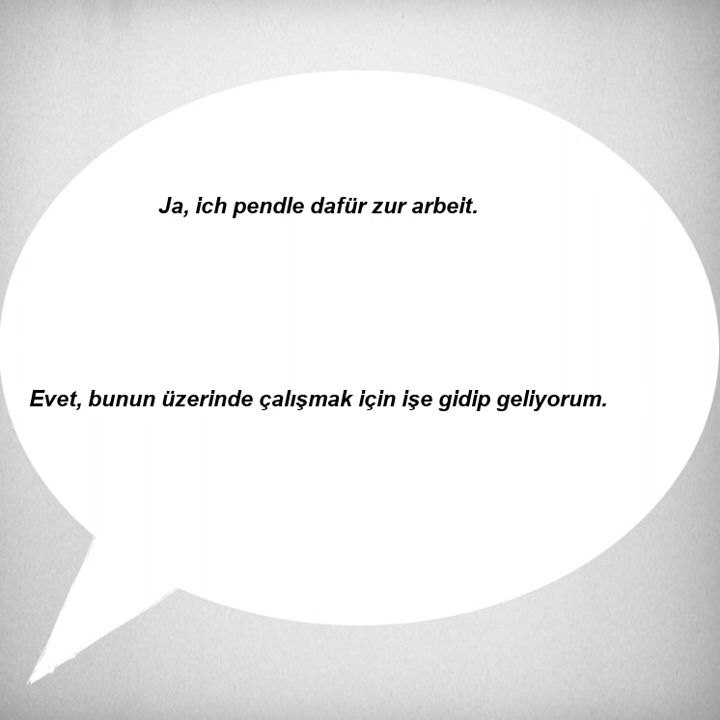 Ja, ich pendle dafür zur arbeit.
Evet, bunun üzerinde çalışmak için işe gidip geliyorum.